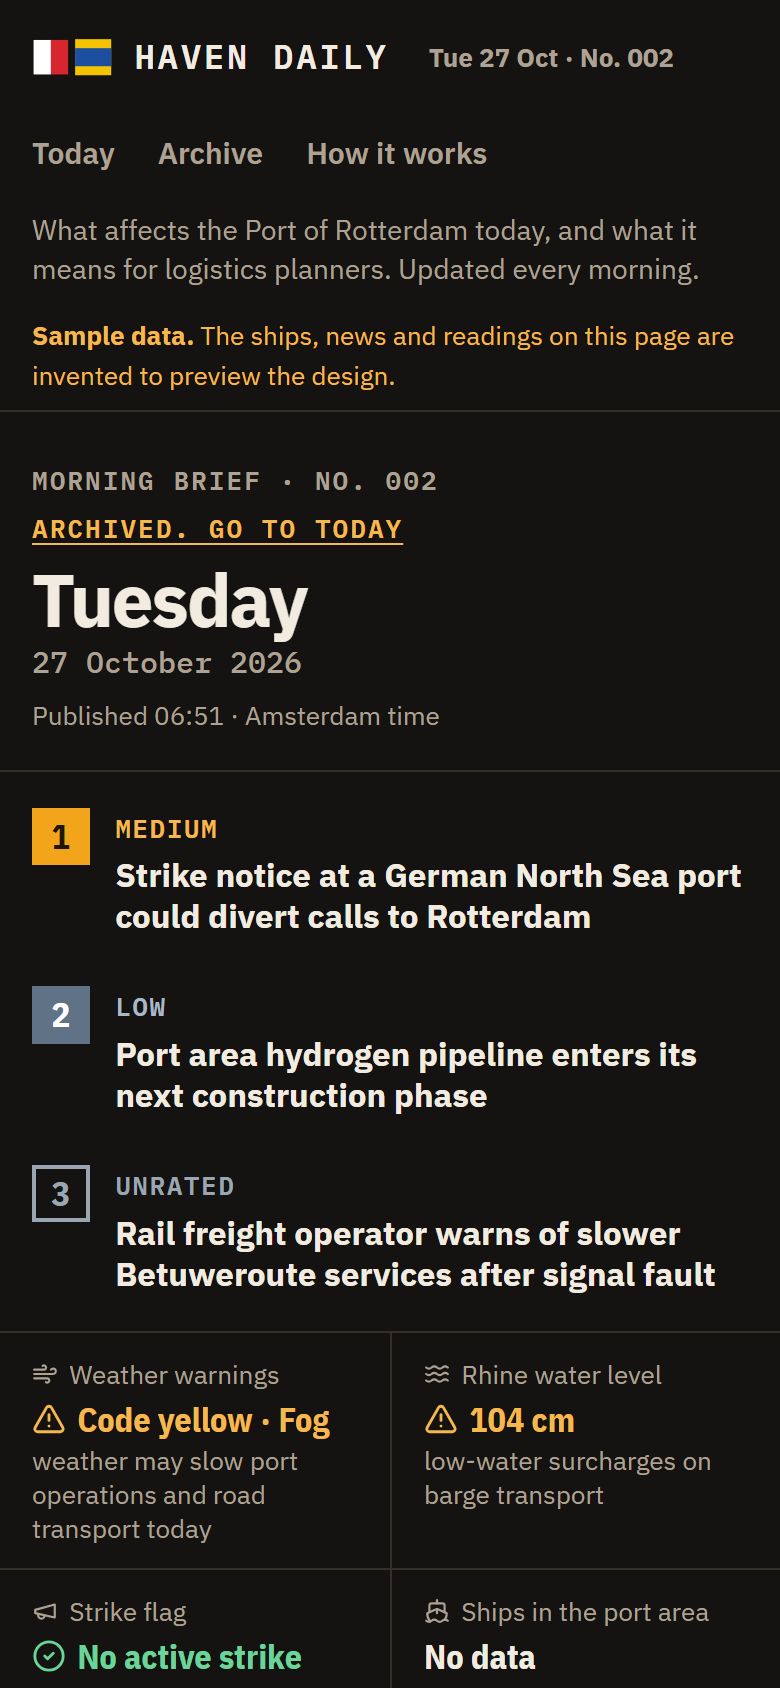 HAVEN DAILY
Tue 27 Oct · No. 002
Today Archive How it works
What affects the Port of Rotterdam today, and what it
means for logistics planners. Updated every morning.
Sample data. The ships, news and readings on this page are
invented to preview the design.
MORNING BRIEF · NO. 002
ARCHIVED. GO TO TODAY
Tuesday
27 October 2026
Published 06:51 · Amsterdam time
1
MEDIUM
Strike notice at a German North Sea port
could divert calls to Rotterdam
2
LOW
Port area hydrogen pipeline enters its
next construction phase
3
UNRATED
Rail freight operator warns of slower
Betuweroute services after signal fault
Weather warnings
Code yellow · Fog
weather may slow port
operations and road
transport today
Rhine water level
104 cm
low-water surcharges on
barge transport
Strike flag
No active strike
Ships in the port area
No data